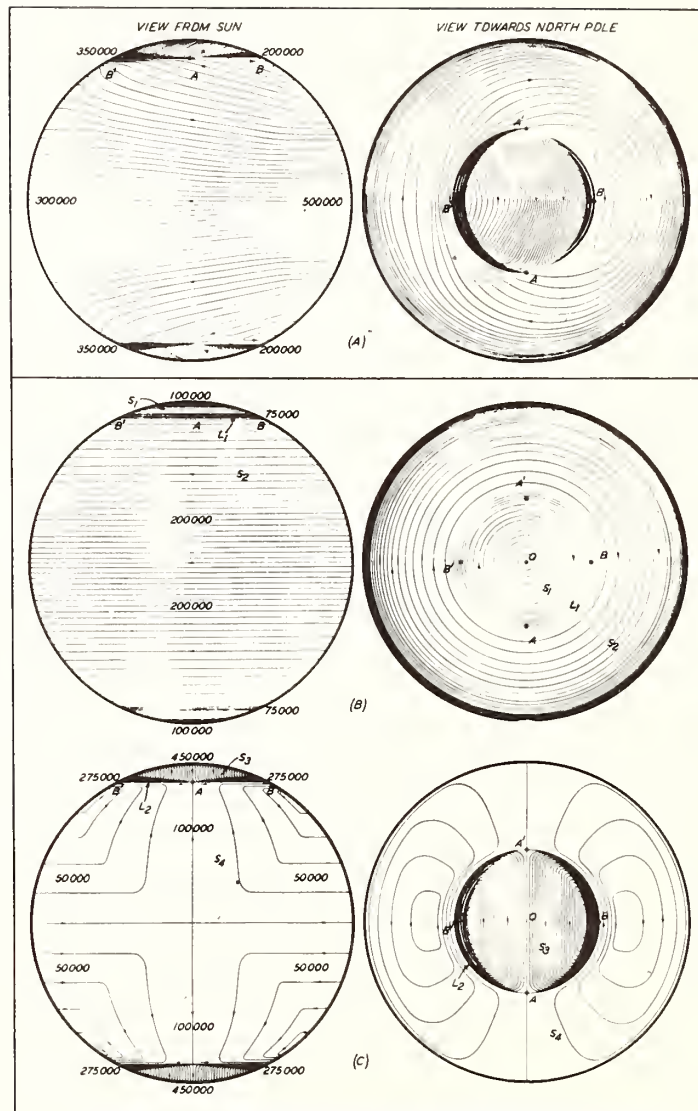 VIEW FROM SUN
VIEW TOWARDS NORTH POLE
350000
200000
B'
A
B
A'
300000
500000
B'
B
A
350000
200000
(A)
100000
S1
75000
B'
A
B
L1
S2
A'
200000
B'
O
B
S1
L1
200000
A
S2
75000
(B)
100000
450000
S3
275000
275000
B'
A
B
L2
A'
100000
S4
50000
50000
B'
O
B
S3
50000
50000
L2
A
100000
S4
275000
275000
(C)
450000